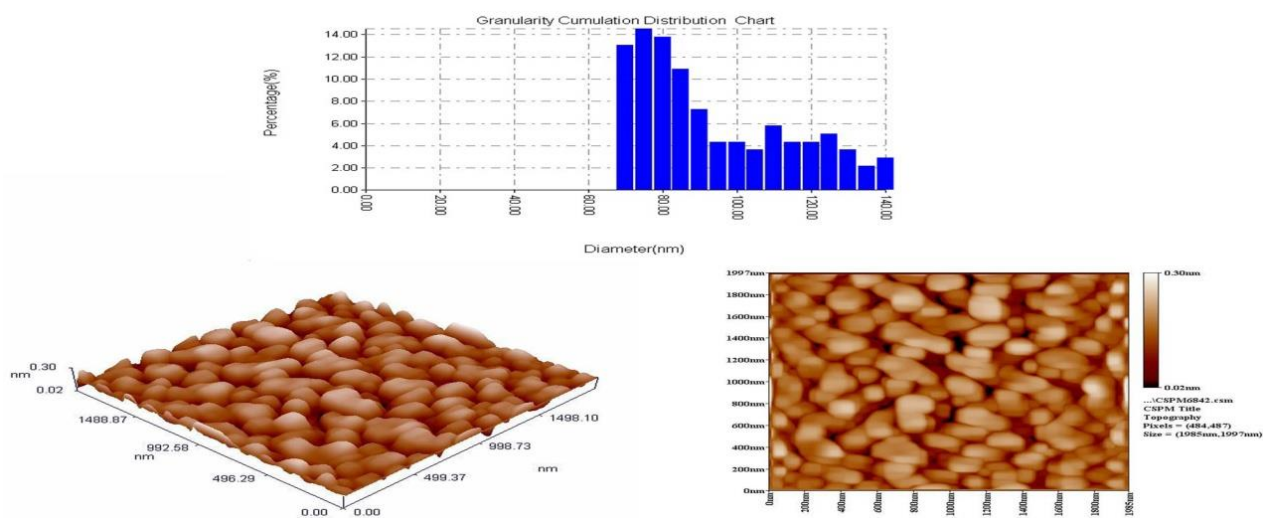 Granularity Cumulation Distribution Chart
14.00
12.00
10.00
8.00
6.00
4.00
2.00
0.00
Percentage(%)
0.00
20.00
40.00
60.00
80.00
100.00
120.00
140.00
Diameter(nm)
0.30
nm
0.02
1488.87
992.58
nm
496.29
0.00
0.00
499.37
998.73
nm
1498.10
1997nm
1800nm
1600nm
1400nm
1200nm
1000nm
800nm
600nm
400nm
200nm
0nm
0nm
200nm
400nm
600nm
800nm
1000nm
1200nm
1400nm
1600nm
1800nm
1985nm
0.30nm
0.02nm
...\CSPM6842.csm
CSPM Title
Topography
Pixels = (484,487)
Size = (1985nm,1997nm)